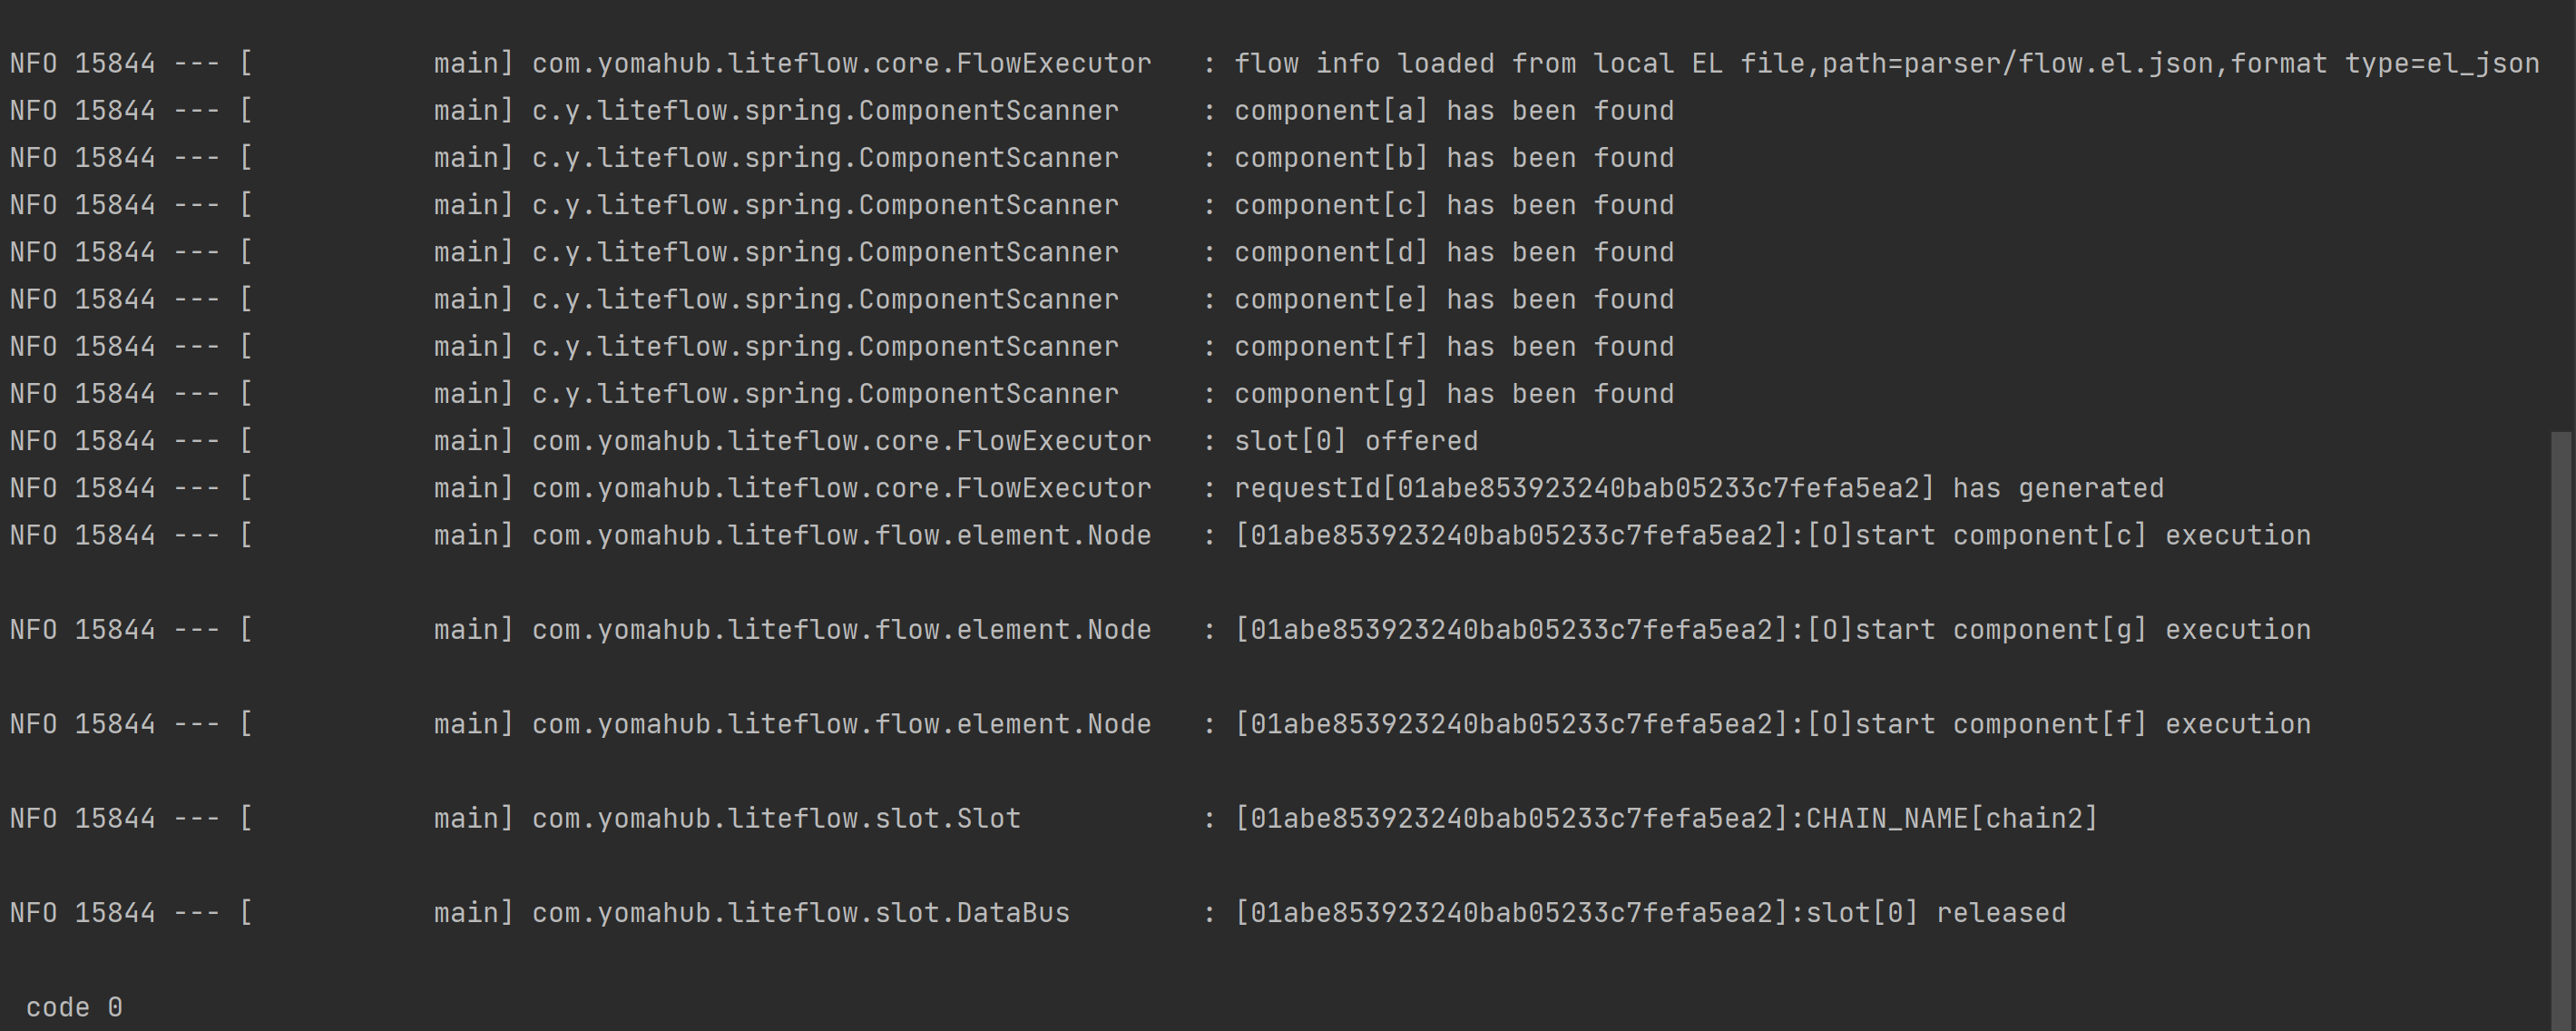 NFO 15844 --- [           main] com.yomahub.liteflow.core.FlowExecutor   : flow info loaded from local EL file,path=parser/flow.el.json,format type=el_json
NFO 15844 --- [           main] c.y.liteflow.spring.ComponentScanner     : component[a] has been found
NFO 15844 --- [           main] c.y.liteflow.spring.ComponentScanner     : component[b] has been found
NFO 15844 --- [           main] c.y.liteflow.spring.ComponentScanner     : component[c] has been found
NFO 15844 --- [           main] c.y.liteflow.spring.ComponentScanner     : component[d] has been found
NFO 15844 --- [           main] c.y.liteflow.spring.ComponentScanner     : component[e] has been found
NFO 15844 --- [           main] c.y.liteflow.spring.ComponentScanner     : component[f] has been found
NFO 15844 --- [           main] c.y.liteflow.spring.ComponentScanner     : component[g] has been found
NFO 15844 --- [           main] com.yomahub.liteflow.core.FlowExecutor   : slot[0] offered
NFO 15844 --- [           main] com.yomahub.liteflow.core.FlowExecutor   : requestId[01abe853923240bab05233c7fefa5ea2] has generated
NFO 15844 --- [           main] com.yomahub.liteflow.flow.element.Node   : [01abe853923240bab05233c7fefa5ea2]:[O]start component[c] execution
NFO 15844 --- [           main] com.yomahub.liteflow.flow.element.Node   : [01abe853923240bab05233c7fefa5ea2]:[O]start component[g] execution
NFO 15844 --- [           main] com.yomahub.liteflow.flow.element.Node   : [01abe853923240bab05233c7fefa5ea2]:[O]start component[f] execution
NFO 15844 --- [           main] com.yomahub.liteflow.slot.Slot           : [01abe853923240bab05233c7fefa5ea2]:CHAIN_NAME[chain2]
NFO 15844 --- [           main] com.yomahub.liteflow.slot.DataBus        : [01abe853923240bab05233c7fefa5ea2]:slot[0] released
code 0